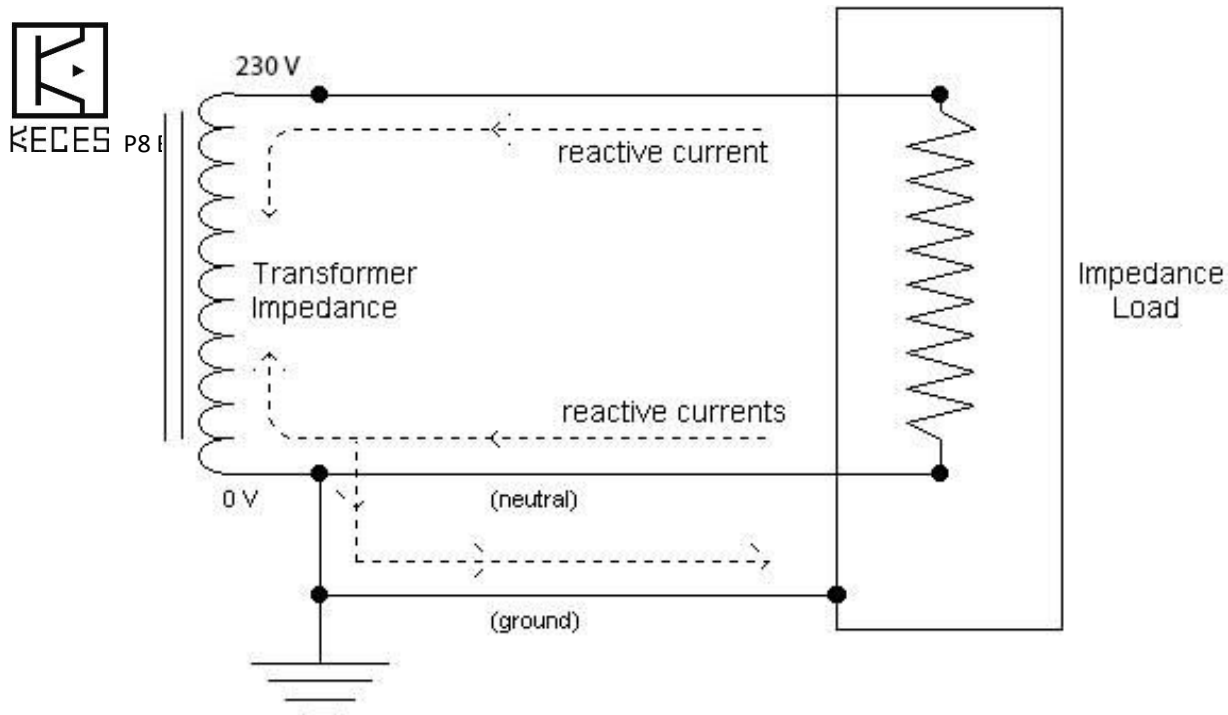 230 V
KECES P8
reactive current
Transformer
Impedance
Impedance
Load
reactive currents
0 V
(neutral)
(ground)